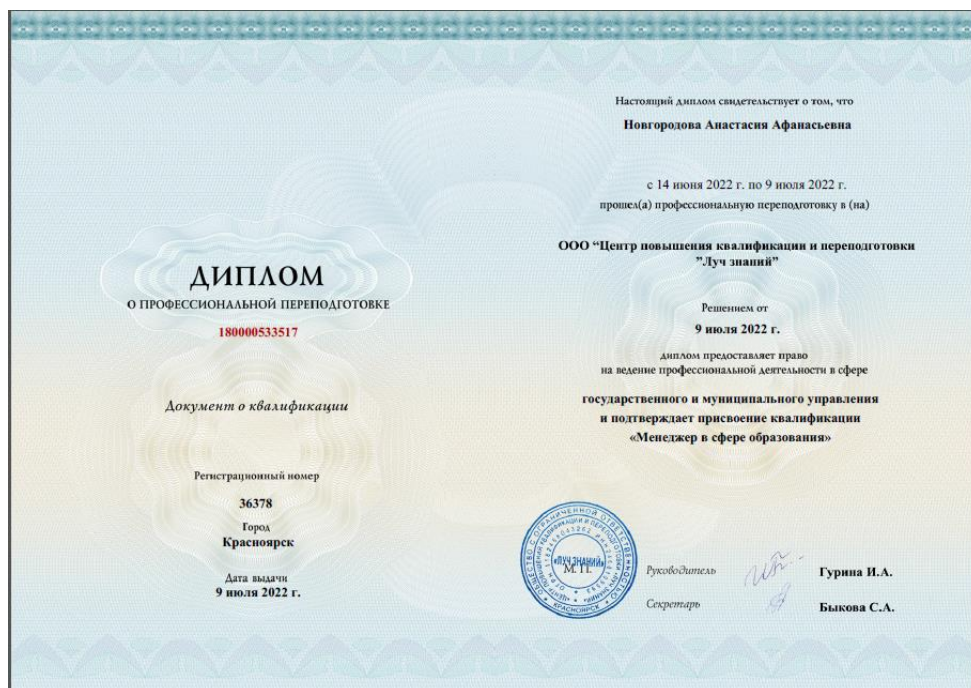 ДИПЛОМ
О ПРОФЕССИОНАЛЬНОЙ ПЕРЕПОДГОТОВКЕ
180000533517
Документ о квалификации
Регистрационный номер
36378
Город
Красноярск
Дата выдачи
9 июля 2022 г.
Настоящий диплом свидетельствует о том, что
Новгородова Анастасия Афанасьевна
с 14 июня 2022 г. по 9 июля 2022 г.
прошел(а) профессиональную переподготовку в (на)
ООО “Центр повышения квалификации и переподготовки
”Луч знаний”
Решением от
9 июля 2022 г.
диплом предоставляет право
на ведение профессиональной деятельности в сфере
государственного и муниципального управления
и подтверждает присвоение квалификации
«Менеджер в сфере образования»
ОБЩЕСТВО С ОГРАНИЧЕННОЙ ОТВЕТСТВЕННОСТЬЮ
КРАСНОЯРСК
«ЛУЧ ЗНАНИЙ»
М. П.
Руководитель
Гурина И.А.
Секретарь
Быкова С.А.